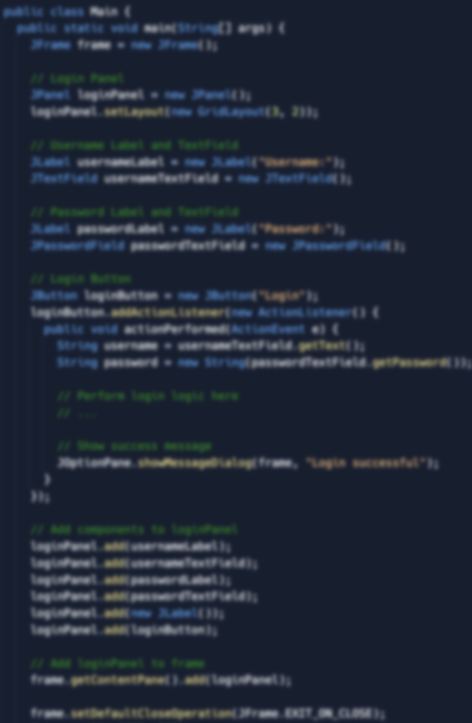 public class Main {
public static void main(String[] args) {
JFrame frame = new JFrame();
// Login Panel
JPanel loginPanel = new JPanel();
loginPanel.setLayout(new GridLayout(3, 2));
// Username Label and TextField
JLabel usernameLabel = new JLabel("Username:");
JTextField usernameTextField = new JTextField();
// Password Label and TextField
JLabel passwordLabel = new JLabel("Password:");
JPasswordField passwordTextField = new JPasswordField();
// Login Button
JButton loginButton = new JButton("Login");
loginButton.addActionListener(new ActionListener() {
public void actionPerformed(ActionEvent e) {
String username = usernameTextField.getText();
String password = new String(passwordTextField.getPassword());
// Perform login logic here
// ...
// Show success message
JOptionPane.showMessageDialog(frame, "Login successful");
}
});
// Add components to loginPanel
loginPanel.add(usernameLabel);
loginPanel.add(usernameTextField);
loginPanel.add(passwordLabel);
loginPanel.add(passwordTextField);
loginPanel.add(new JLabel());
loginPanel.add(loginButton);
// Add loginPanel to frame
frame.getContentPane().add(loginPanel);
frame.setDefaultCloseOperation(JFrame.EXIT_ON_CLOSE);